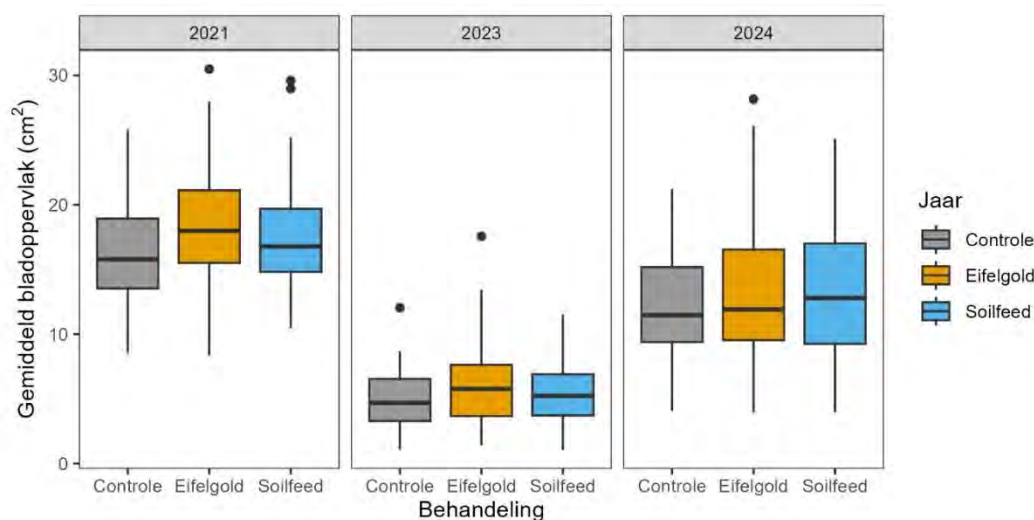 2021
2023
2024
Gemiddeld bladoppervlak (cm²)
30
20
10
0
Controle Eifelgold Soilfeed
Controle Eifelgold Soilfeed
Controle Eifelgold Soilfeed
Behandeling
Jaar
Controle
Eifelgold
Soilfeed